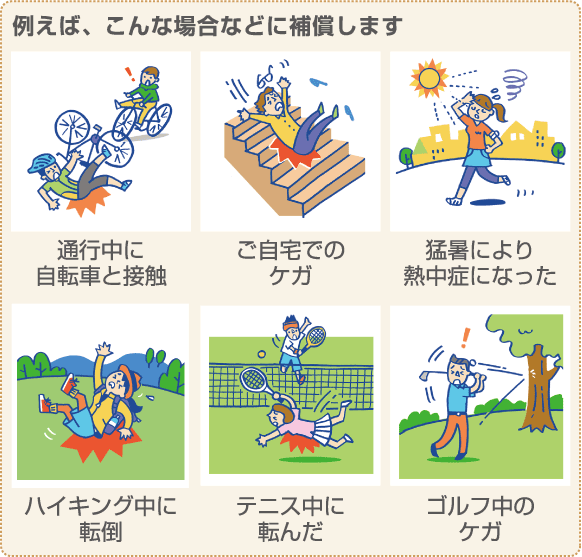 例えば、こんな場合などに補償します
通行中に
自転車と接触
ご自宅での
ケガ
猛暑により
熱中症になった
ハイキング中に
転倒
テニス中に
転んだ
ゴルフ中の
ケガ